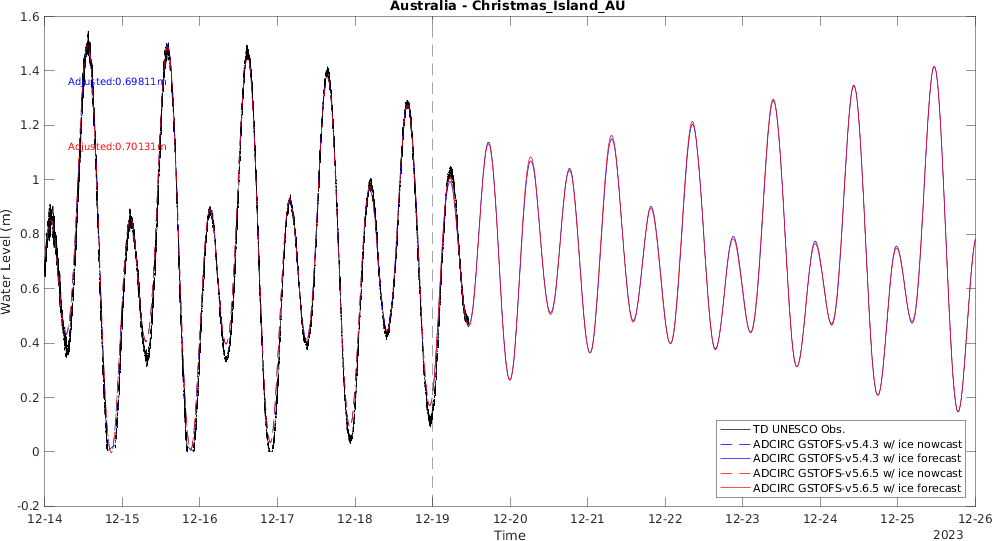 Australia - Christmas_Island_AU
1.6
1.4
1.2
1
0.8
0.6
0.4
0.2
0
-0.2
Water Level (m)
Adjusted:0.69811m
Adjusted:0.70131m
TD UNESCO Obs.
ADCIRC GSTOFS-v5.4.3 w/ ice nowcast
ADCIRC GSTOFS-v5.4.3 w/ ice forecast
ADCIRC GSTOFS-v5.6.5 w/ ice nowcast
ADCIRC GSTOFS-v5.6.5 w/ ice forecast
12-14 12-15 12-16 12-17 12-18 12-19 12-20 12-21 12-22 12-23 12-24 12-25 12-26
Time
2023